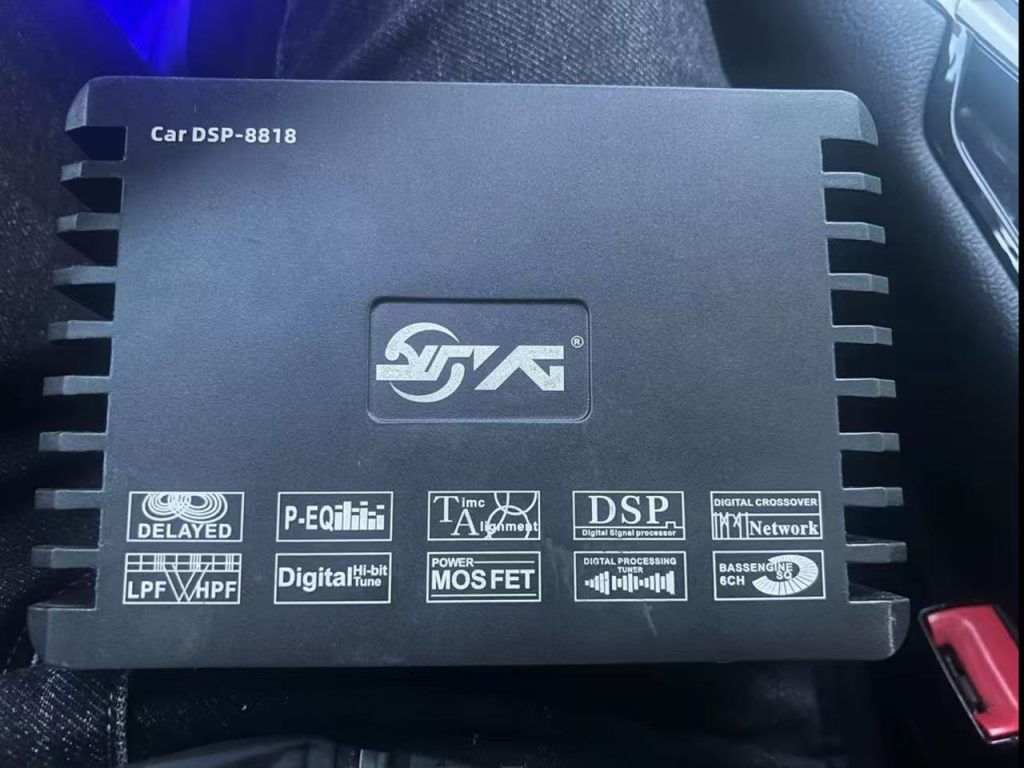 Car DSP-8818
®
DELAYED
P-EQ
Timc
Alignment
DSP
Digital Signal processor
DIGITAL CROSSOVER
Network
LPF HPF
Digital Hi-bit
Tune
POWER
MOS FET
DIGITAL PROCESSING
TUNER
BASSENGINE
6CH SQ